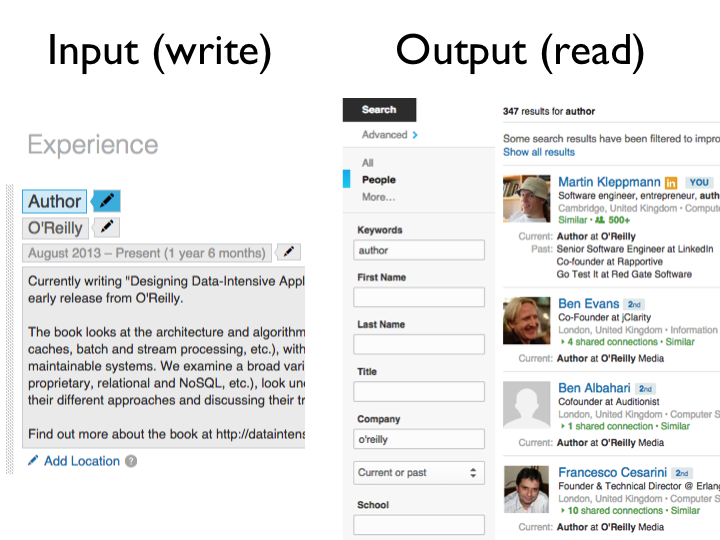 Input (write)
Output (read)
Experience
Author
O'Reilly
August 2013 – Present (1 year 6 months)
Currently writing "Designing Data-Intensive Appl
early release from O'Reilly.
The book looks at the architecture and algorithm
caches, batch and stream processing, etc.), with
maintainable systems. We examine a broad vari
proprietary, relational and NoSQL, etc.), look und
their different approaches and discussing their tr
Find out more about the book at http://dataintens
Add Location ?
Search
Advanced >
All
People
More...
Keywords
author
First Name
Last Name
Title
Company
o'reilly
Current or past
School
347 results for author
Some search results have been filtered to impro
Show all results
Martin Kleppmann in YOU
Software engineer, entrepreneur, auth
Cambridge, United Kingdom • Compute
Similar • 500+
Current: Author at O'Reilly
Past: Senior Software Engineer at LinkedIn
Co-founder at Rapportive
Go Test It at Red Gate Software
Ben Evans 2nd
Co-Founder at jClarity
London, United Kingdom • Information
4 shared connections • Similar
Current: Author at O'Reilly Media
Ben Albahari 2nd
Cofounder at Auditionist
London, United Kingdom • Computer S
1 shared connection • Similar
Current: Author at O'Reilly Media
Francesco Cesarini 2nd
Founder & Technical Director @ Erlang
London, United Kingdom • Computer S
10 shared connections • Similar
Current: Author at O'Reilly Media